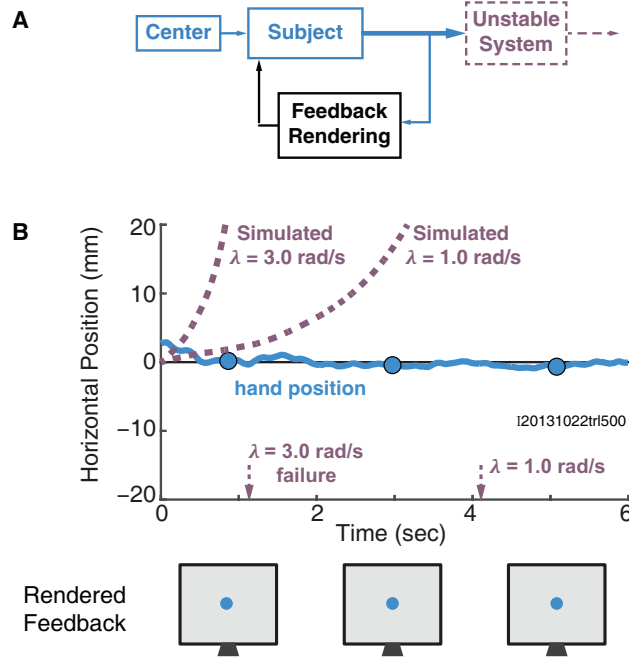 A
Center
Subject
Unstable
System
Feedback
Rendering
B
Horizontal Position (mm)
20
10
0
−10
−20
Simulated
λ = 3.0 rad/s
Simulated
λ = 1.0 rad/s
hand position
I20131022trl500
λ = 3.0 rad/s
failure
λ = 1.0 rad/s
0
2
4
6
Time (sec)
Rendered
Feedback